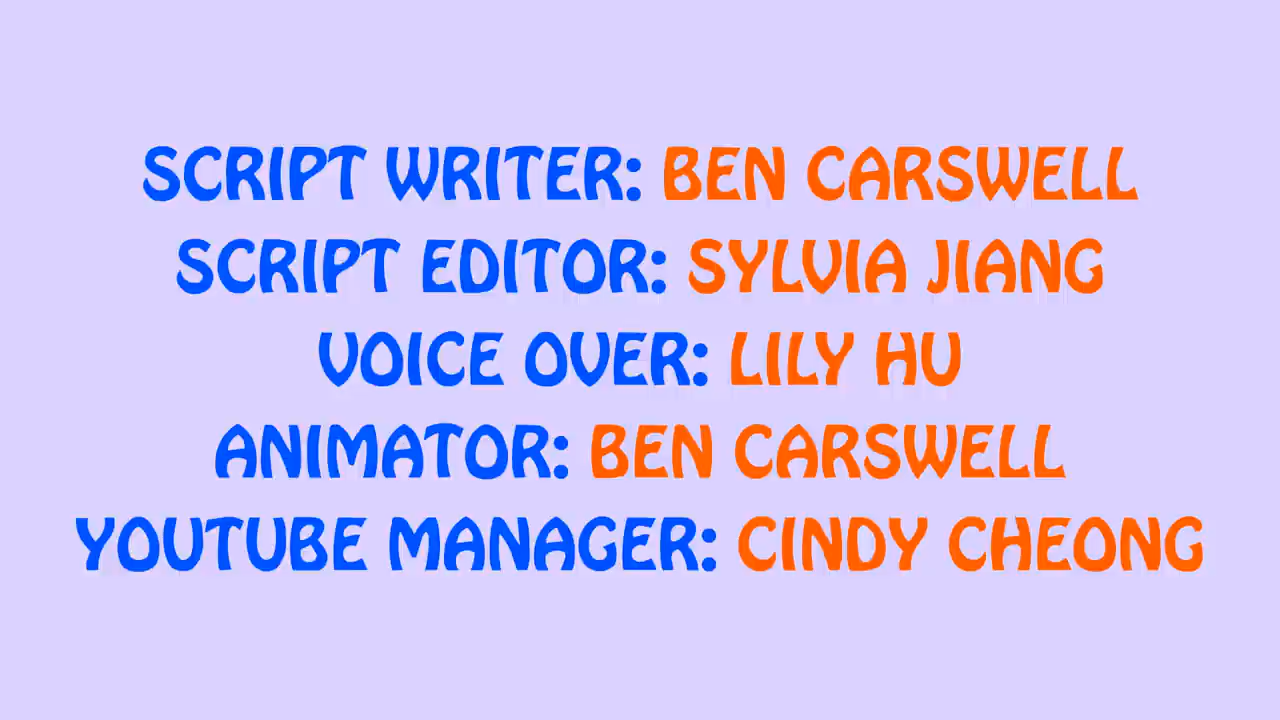 SCRIPT WRITER: BEN CARSWELL
SCRIPT EDITOR: SYLVIA JIANG
VOICE OVER: LILY HU
ANIMATOR: BEN CARSWELL
YOUTUBE MANAGER: CINDY CHEONG